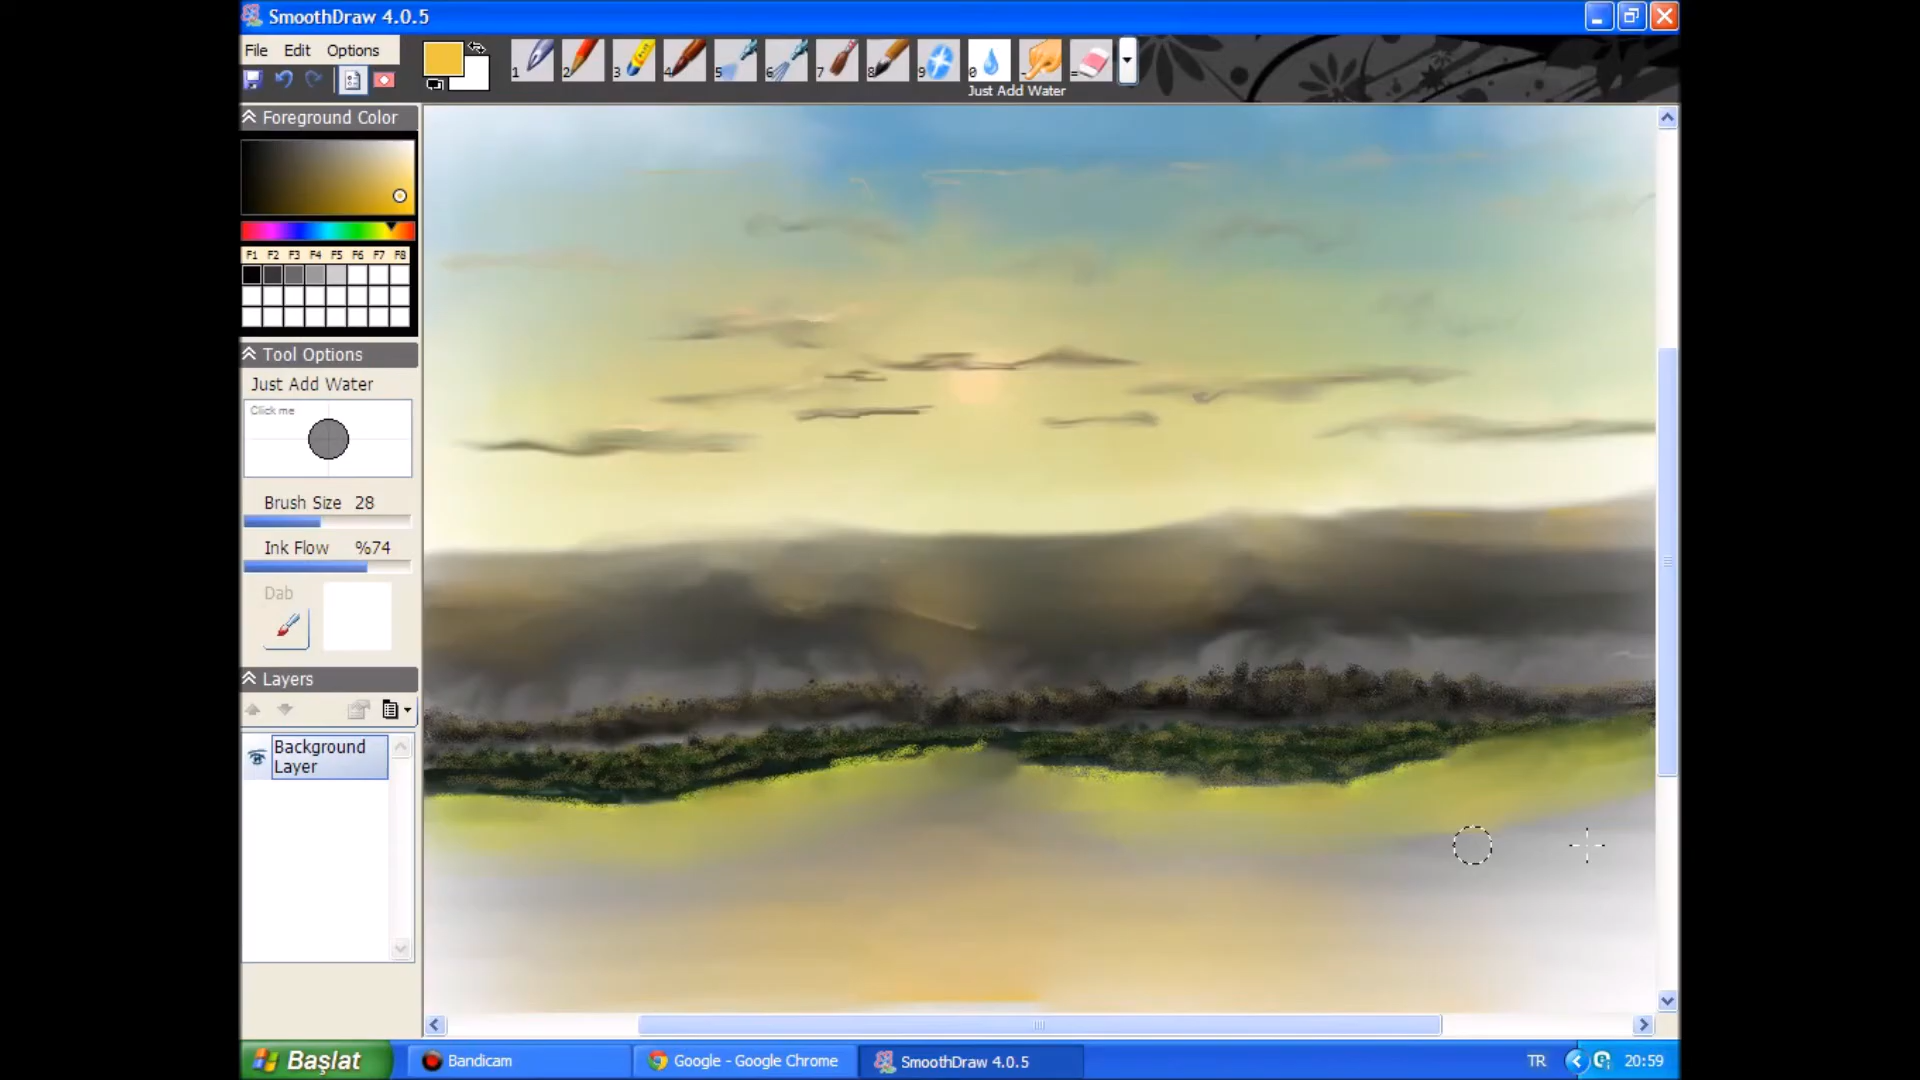 SmoothDraw 4.0.5
File Edit Options
1 2 3 4 5 6 7 8 9 0 - =
Just Add Water
Foreground Color
F1 F2 F3 F4 F5 F6 F7 F8
Tool Options
Just Add Water
Click me
Brush Size 28
Ink Flow %74
Dab
Layers
Background
Layer
Başlat Bandicam Google - Google Chrome SmoothDraw 4.0.5 TR 20:59